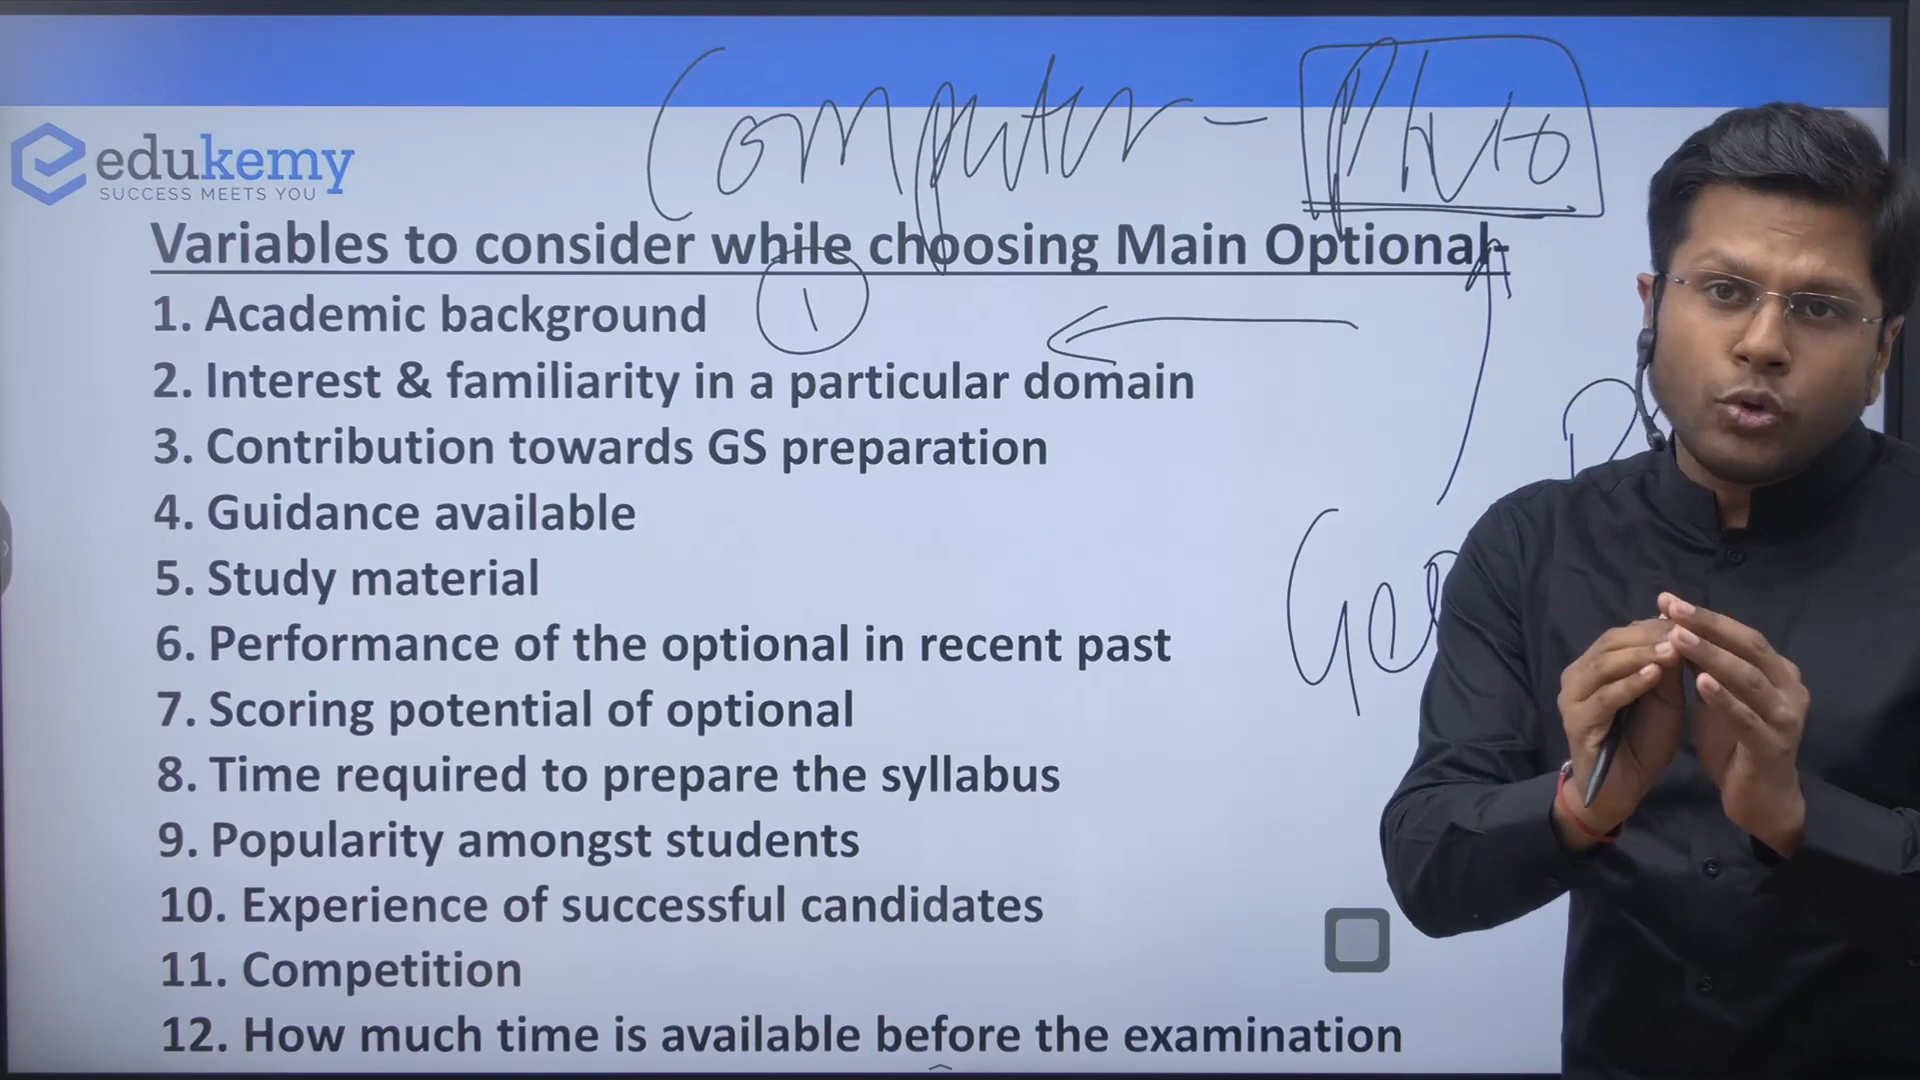 Computer - Philo
edukemy
SUCCESS MEETS YOU
Variables to consider while choosing Main Optional-
1. Academic background
1
2. Interest & familiarity in a particular domain
3. Contribution towards GS preparation
4. Guidance available
5. Study material
6. Performance of the optional in recent past
7. Scoring potential of optional
8. Time required to prepare the syllabus
9. Popularity amongst students
10. Experience of successful candidates
11. Competition
12. How much time is available before the examination